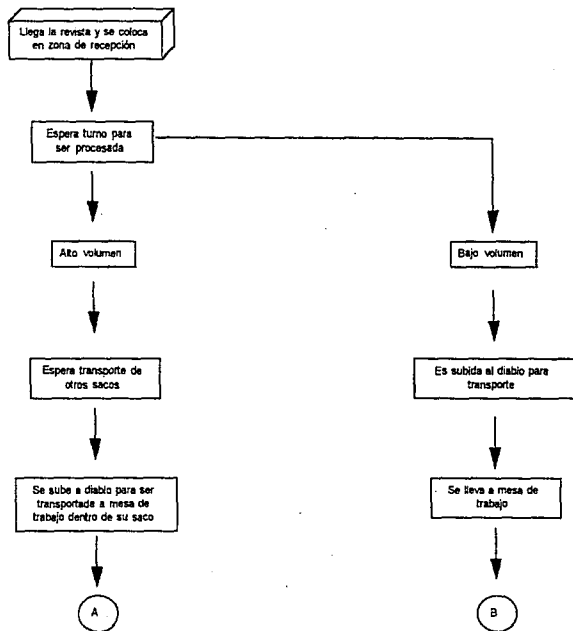 Llega la revista y se coloca
en zona de recepción
Espera turno para
ser procesada
Alto volumen
Bajo volumen
Espera transporte de
otros sacos
Es subida al diablo para
transporte
Se sube a diablo para ser
transportada a mesa de
trabajo dentro de su saco
Se lleva a mesa de
trabajo
A
B